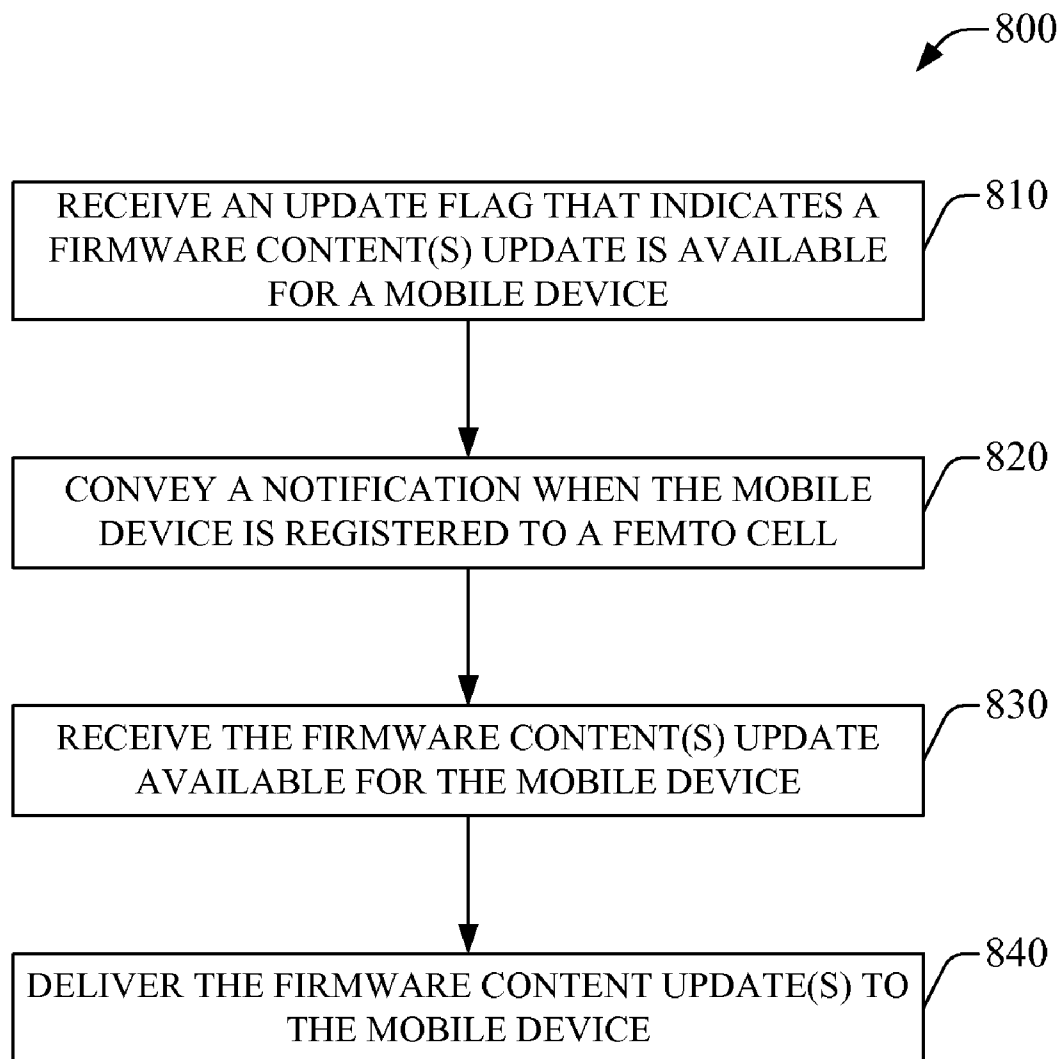 800
RECEIVE AN UPDATE FLAG THAT INDICATES A
FIRMWARE CONTENT(S) UPDATE IS AVAILABLE
FOR A MOBILE DEVICE
810
CONVEY A NOTIFICATION WHEN THE MOBILE
DEVICE IS REGISTERED TO A FEMTO CELL
820
RECEIVE THE FIRMWARE CONTENT(S) UPDATE
AVAILABLE FOR THE MOBILE DEVICE
830
DELIVER THE FIRMWARE CONTENT UPDATE(S) TO
THE MOBILE DEVICE
840